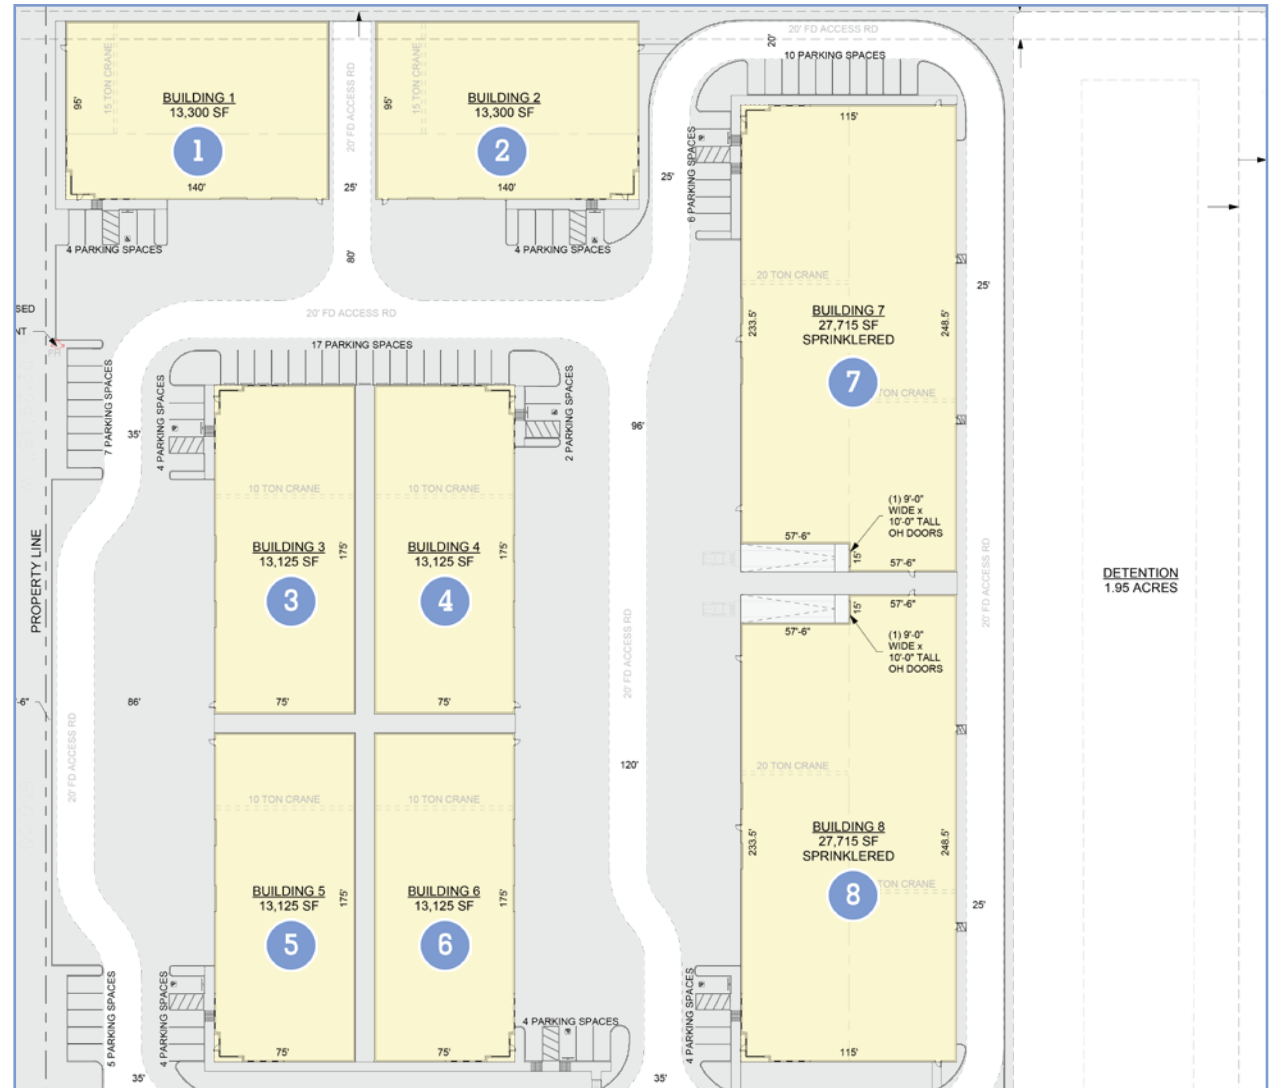 20' FD ACCESS RD
20'
10 PARKING SPACES
15 TON CRANE
95'
BUILDING 1
13,300 SF
1
140'
20' FD ACCESS RD
25'
80'
15 TON CRANE
95'
BUILDING 2
13,300 SF
2
140'
25'
6 PARKING SPACES
4 PARKING SPACES
4 PARKING SPACES
115'
20 TON CRANE
BUILDING 7
27,715 SF
SPRINKLERED
7
233.5'
248.5'
25'
TON CRANE
SED
NT
FH
20' FD ACCESS RD
17 PARKING SPACES
7 PARKING SPACES
35'
4 PARKING SPACES
2 PARKING SPACES
96'
10 TON CRANE
10 TON CRANE
BUILDING 3
13,125 SF
3
175'
75'
BUILDING 4
13,125 SF
4
175'
75'
(1) 9'-0"
WIDE x
10'-0" TALL
OH DOORS
57'-6"
15'
57'-6"
57'-6"
15'
57'-6"
(1) 9'-0"
WIDE x
10'-0" TALL
OH DOORS
20' FD ACCESS RD
DETENTION
1.95 ACRES
PROPERTY LINE
-6"
86'
20' FD ACCESS RD
20' FD ACCESS RD
120'
10 TON CRANE
10 TON CRANE
BUILDING 5
13,125 SF
5
175'
75'
BUILDING 6
13,125 SF
6
175'
75'
20 TON CRANE
BUILDING 8
27,715 SF
SPRINKLERED
8
233.5'
248.5'
TON CRANE
25'
115'
5 PARKING SPACES
4 PARKING SPACES
4 PARKING SPACES
4 PARKING SPACES
35'
35'